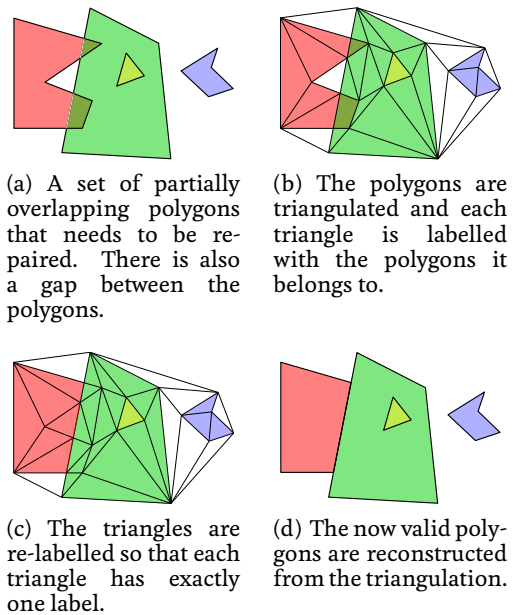 (a) A set of partially
overlapping polygons
that needs to be re-
paired. There is also
a gap between the
polygons.
(b) The polygons are
triangulated and each
triangle is labelled
with the polygons it
belongs to.
(c) The triangles are
re-labelled so that each
triangle has exactly
one label.
(d) The now valid poly-
gons are reconstructed
from the triangulation.